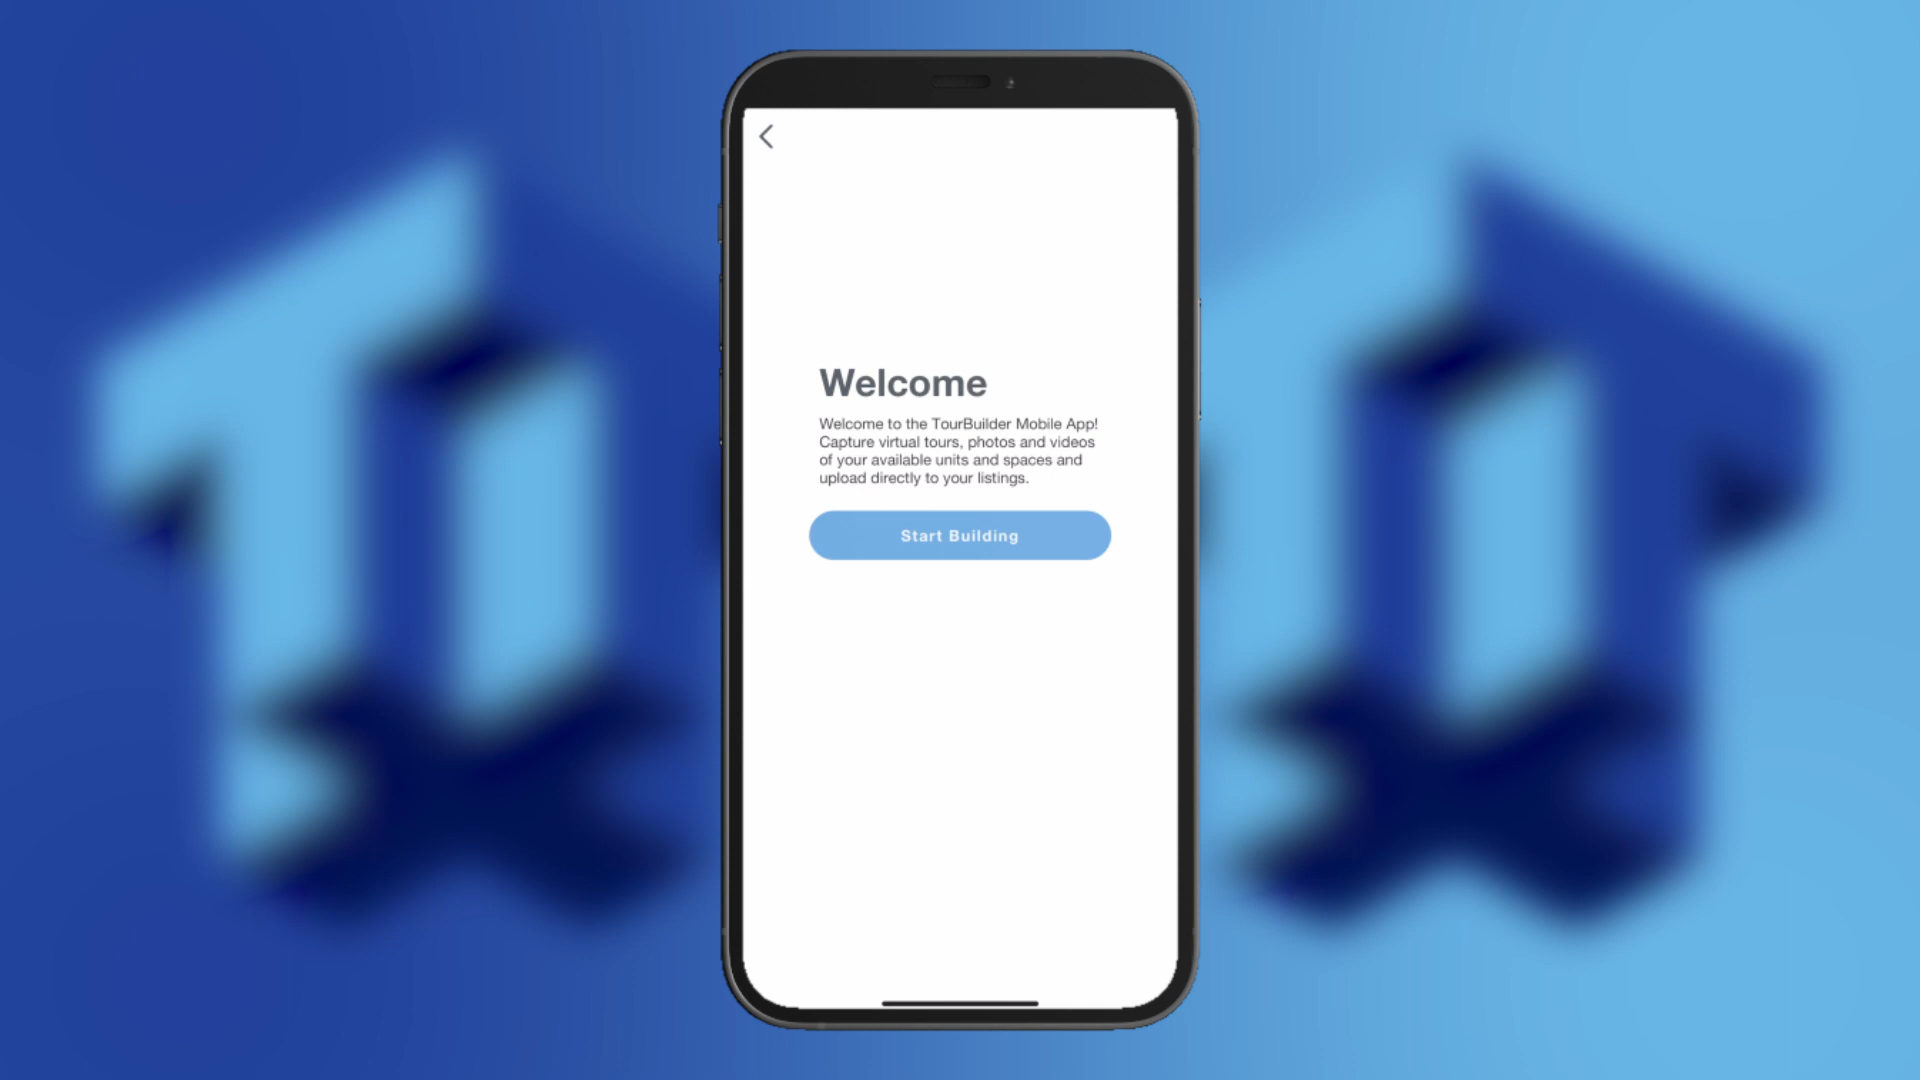 Welcome
Welcome to the TourBuilder Mobile App!
Capture virtual tours, photos and videos
of your available units and spaces and
upload directly to your listings.
Start Building